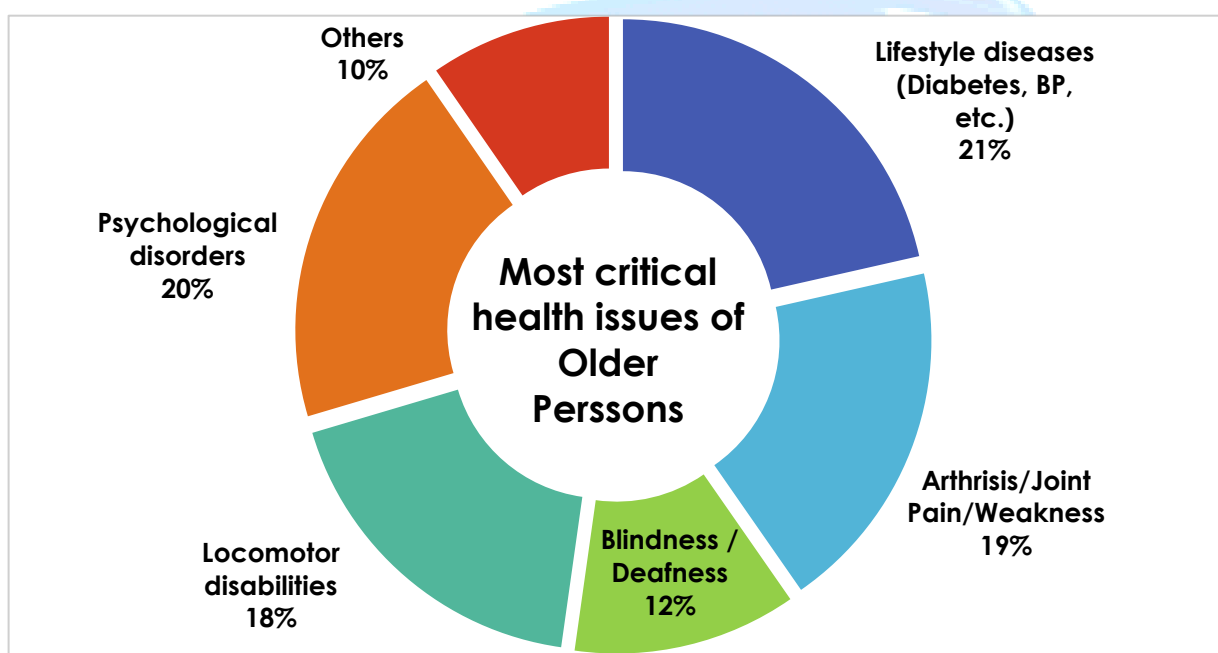 Others
10%
Lifestyle diseases
(Diabetes, BP,
etc.)
21%
Psychological
disorders
20%
Most critical
health issues of
Older
Perssons
Arthrisis/Joint
Pain/Weakness
19%
Blindness /
Deafness
12%
Locomotor
disabilities
18%